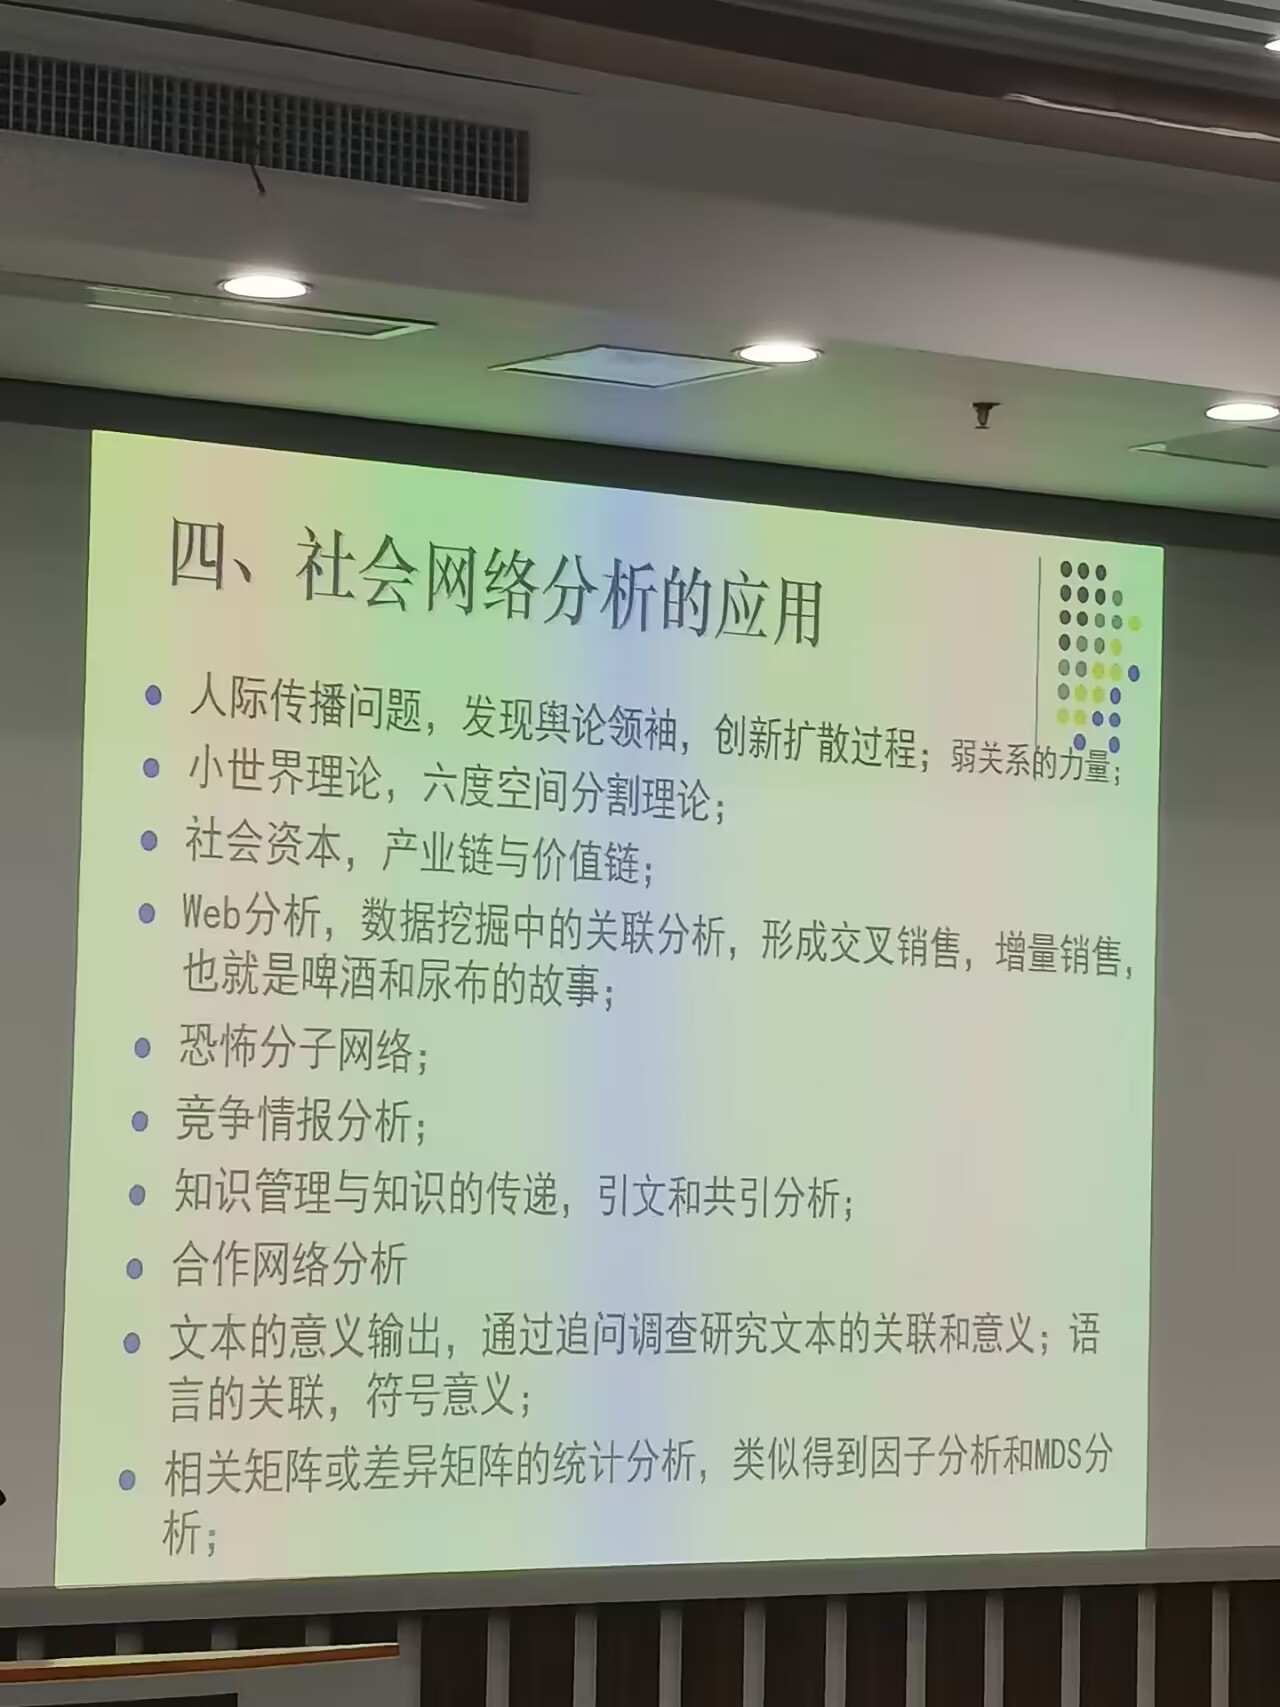 四、社会网络分析的应用
人际传播问题，发现舆论领袖，创新扩散过程；弱关系的力量；
小世界理论，六度空间分割理论；
社会资本，产业链与价值链；
Web分析，数据挖掘中的关联分析，形成交叉销售，增量销售，
也就是啤酒和尿布的故事；
恐怖分子网络；
竞争情报分析；
知识管理与知识的传递，引文和共引分析；
合作网络分析
文本的意义输出，通过追问调查研究文本的关联和意义；语
言的关联，符号意义；
相关矩阵或差异矩阵的统计分析，类似得到因子分析和MDS分
析；